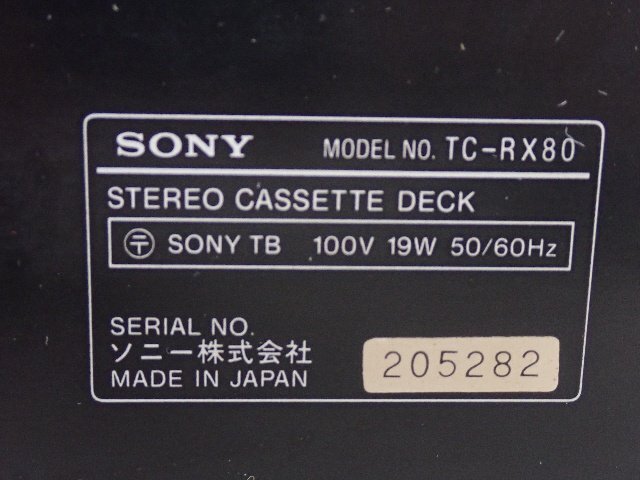 SONY MODEL NO. TC-RX80
STEREO CASSETTE DECK
〒 SONY TB 100V 19W 50/60Hz
SERIAL NO.
ソニー株式会社 205282
MADE IN JAPAN